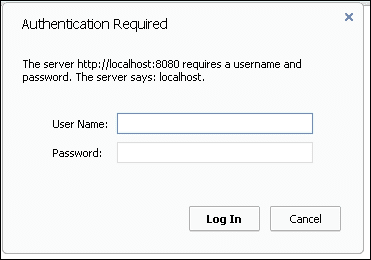 Authentication Required
The server http://localhost:8080 requires a username and
password. The server says: localhost.
User Name:
Password:
Log In Cancel